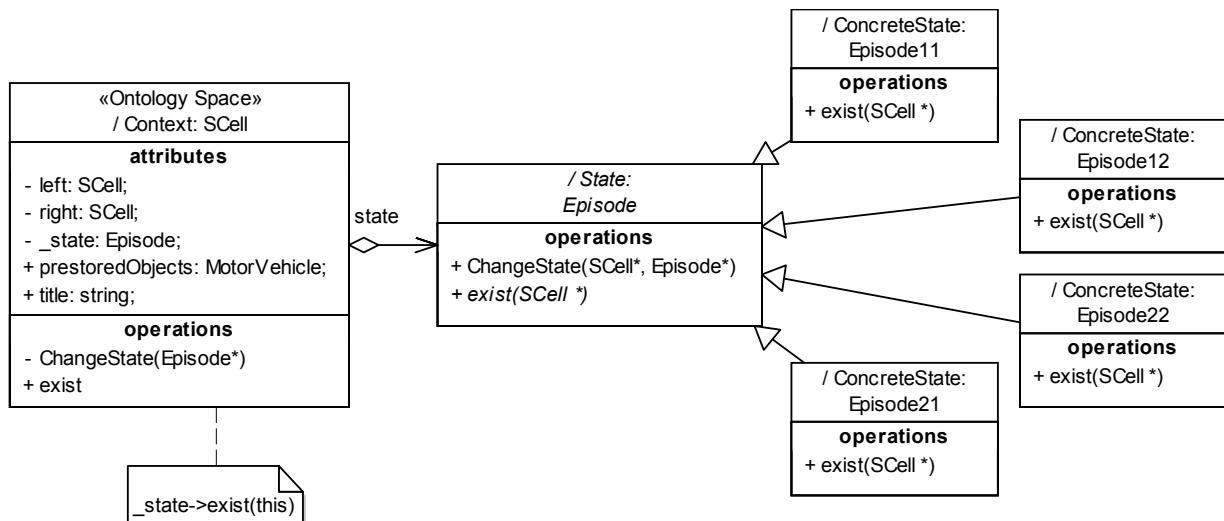 «Ontology Space»
/ Context: SCell
attributes
- left: SCell;
- right: SCell;
- _state: Episode;
+ prestoredObjects: MotorVehicle;
+ title: string;
operations
- ChangeState(Episode*)
+ exist
_state->exist(this)
state
/ State:
Episode
operations
+ ChangeState(SCell*, Episode*)
+ exist(SCell *)
/ ConcreteState:
Episode11
operations
+ exist(SCell *)
/ ConcreteState:
Episode12
operations
+ exist(SCell *)
/ ConcreteState:
Episode22
operations
+ exist(SCell *)
/ ConcreteState:
Episode21
operations
+ exist(SCell *)